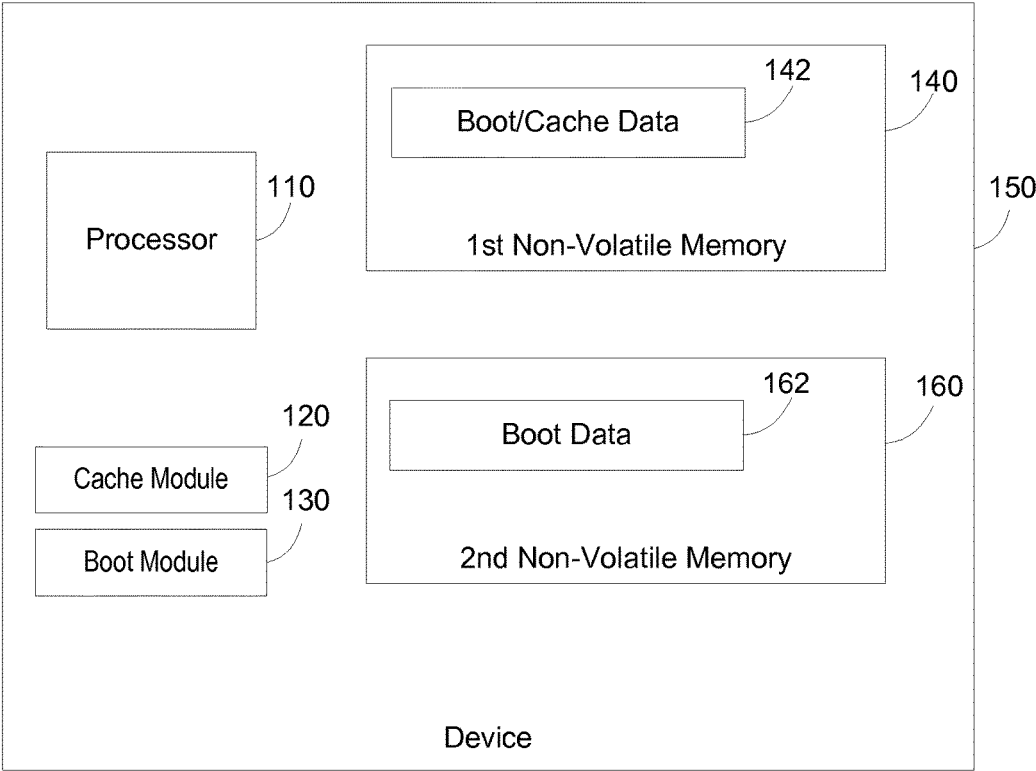 142
140
Boot/Cache Data
110
150
Processor
1st Non-Volatile Memory
162
160
120
Boot Data
Cache Module
130
Boot Module
2nd Non-Volatile Memory
Device